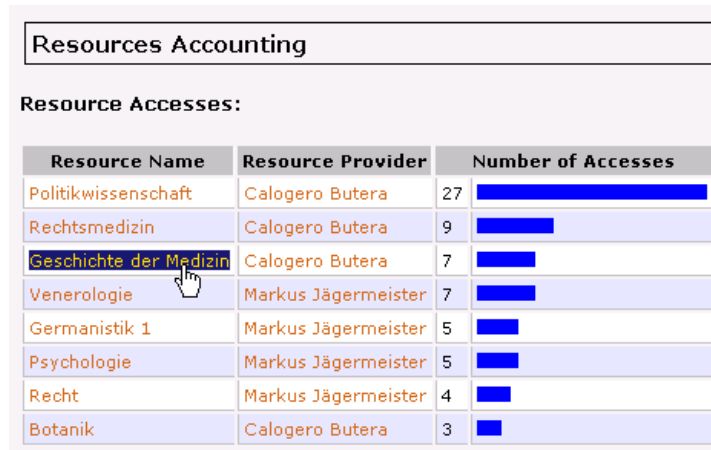 Resources Accounting
Resource Accesses:
Resource Name Resource Provider Number of Accesses
Politikwissenschaft Calogero Butera 27
Rechtsmedizin Calogero Butera 9
Geschichte der Medizin Calogero Butera 7
Venerologie Markus Jägermeister 7
Germanistik 1 Markus Jägermeister 5
Psychologie Markus Jägermeister 5
Recht Markus Jägermeister 4
Botanik Calogero Butera 3